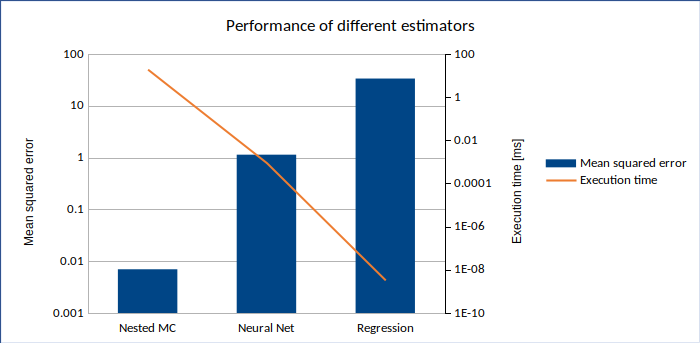 Performance of different estimators
100
10
1
0.1
0.01
0.001
Mean squared error
Nested MC
Neural Net
Regression
100
1
0.01
0.0001
1E-06
1E-08
1E-10
Execution time [ms]
Mean squared error
Execution time